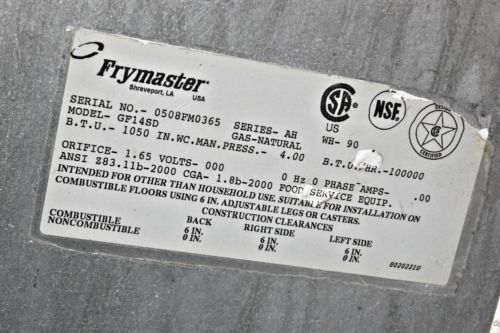 Frymaster
Shreveport, LA USA
SERIAL NO.- 0508FM0365 SERIES- AH
MODEL- GF14SD GAS-NATURAL WH- 90
B.T.U.- 1050 IN.WC.MAN.PRESS.- 4.00 B.T.U./HR.-100000
ORIFICE- 1.65 VOLTS- 000 0 Hz 0 PHASE AMPS- .00
ANSI Z83.11b-2000 CGA-1.8b-2000 FOOD SERVICE EQUIP.
INTENDED FOR OTHER THAN HOUSEHOLD USE. SUITABLE FOR INSTALLATION ON
COMBUSTIBLE FLOORS USING 6 IN. ADJUSTABLE LEGS OR CASTERS.
CONSTRUCTION CLEARANCES
BACK RIGHT SIDE LEFT SIDE
COMBUSTIBLE 6 IN. 6 IN. 6 IN.
NONCOMBUSTIBLE 0 IN. 0 IN. 0 IN.
8020221U
SA
US
NSF
CERTIFIED